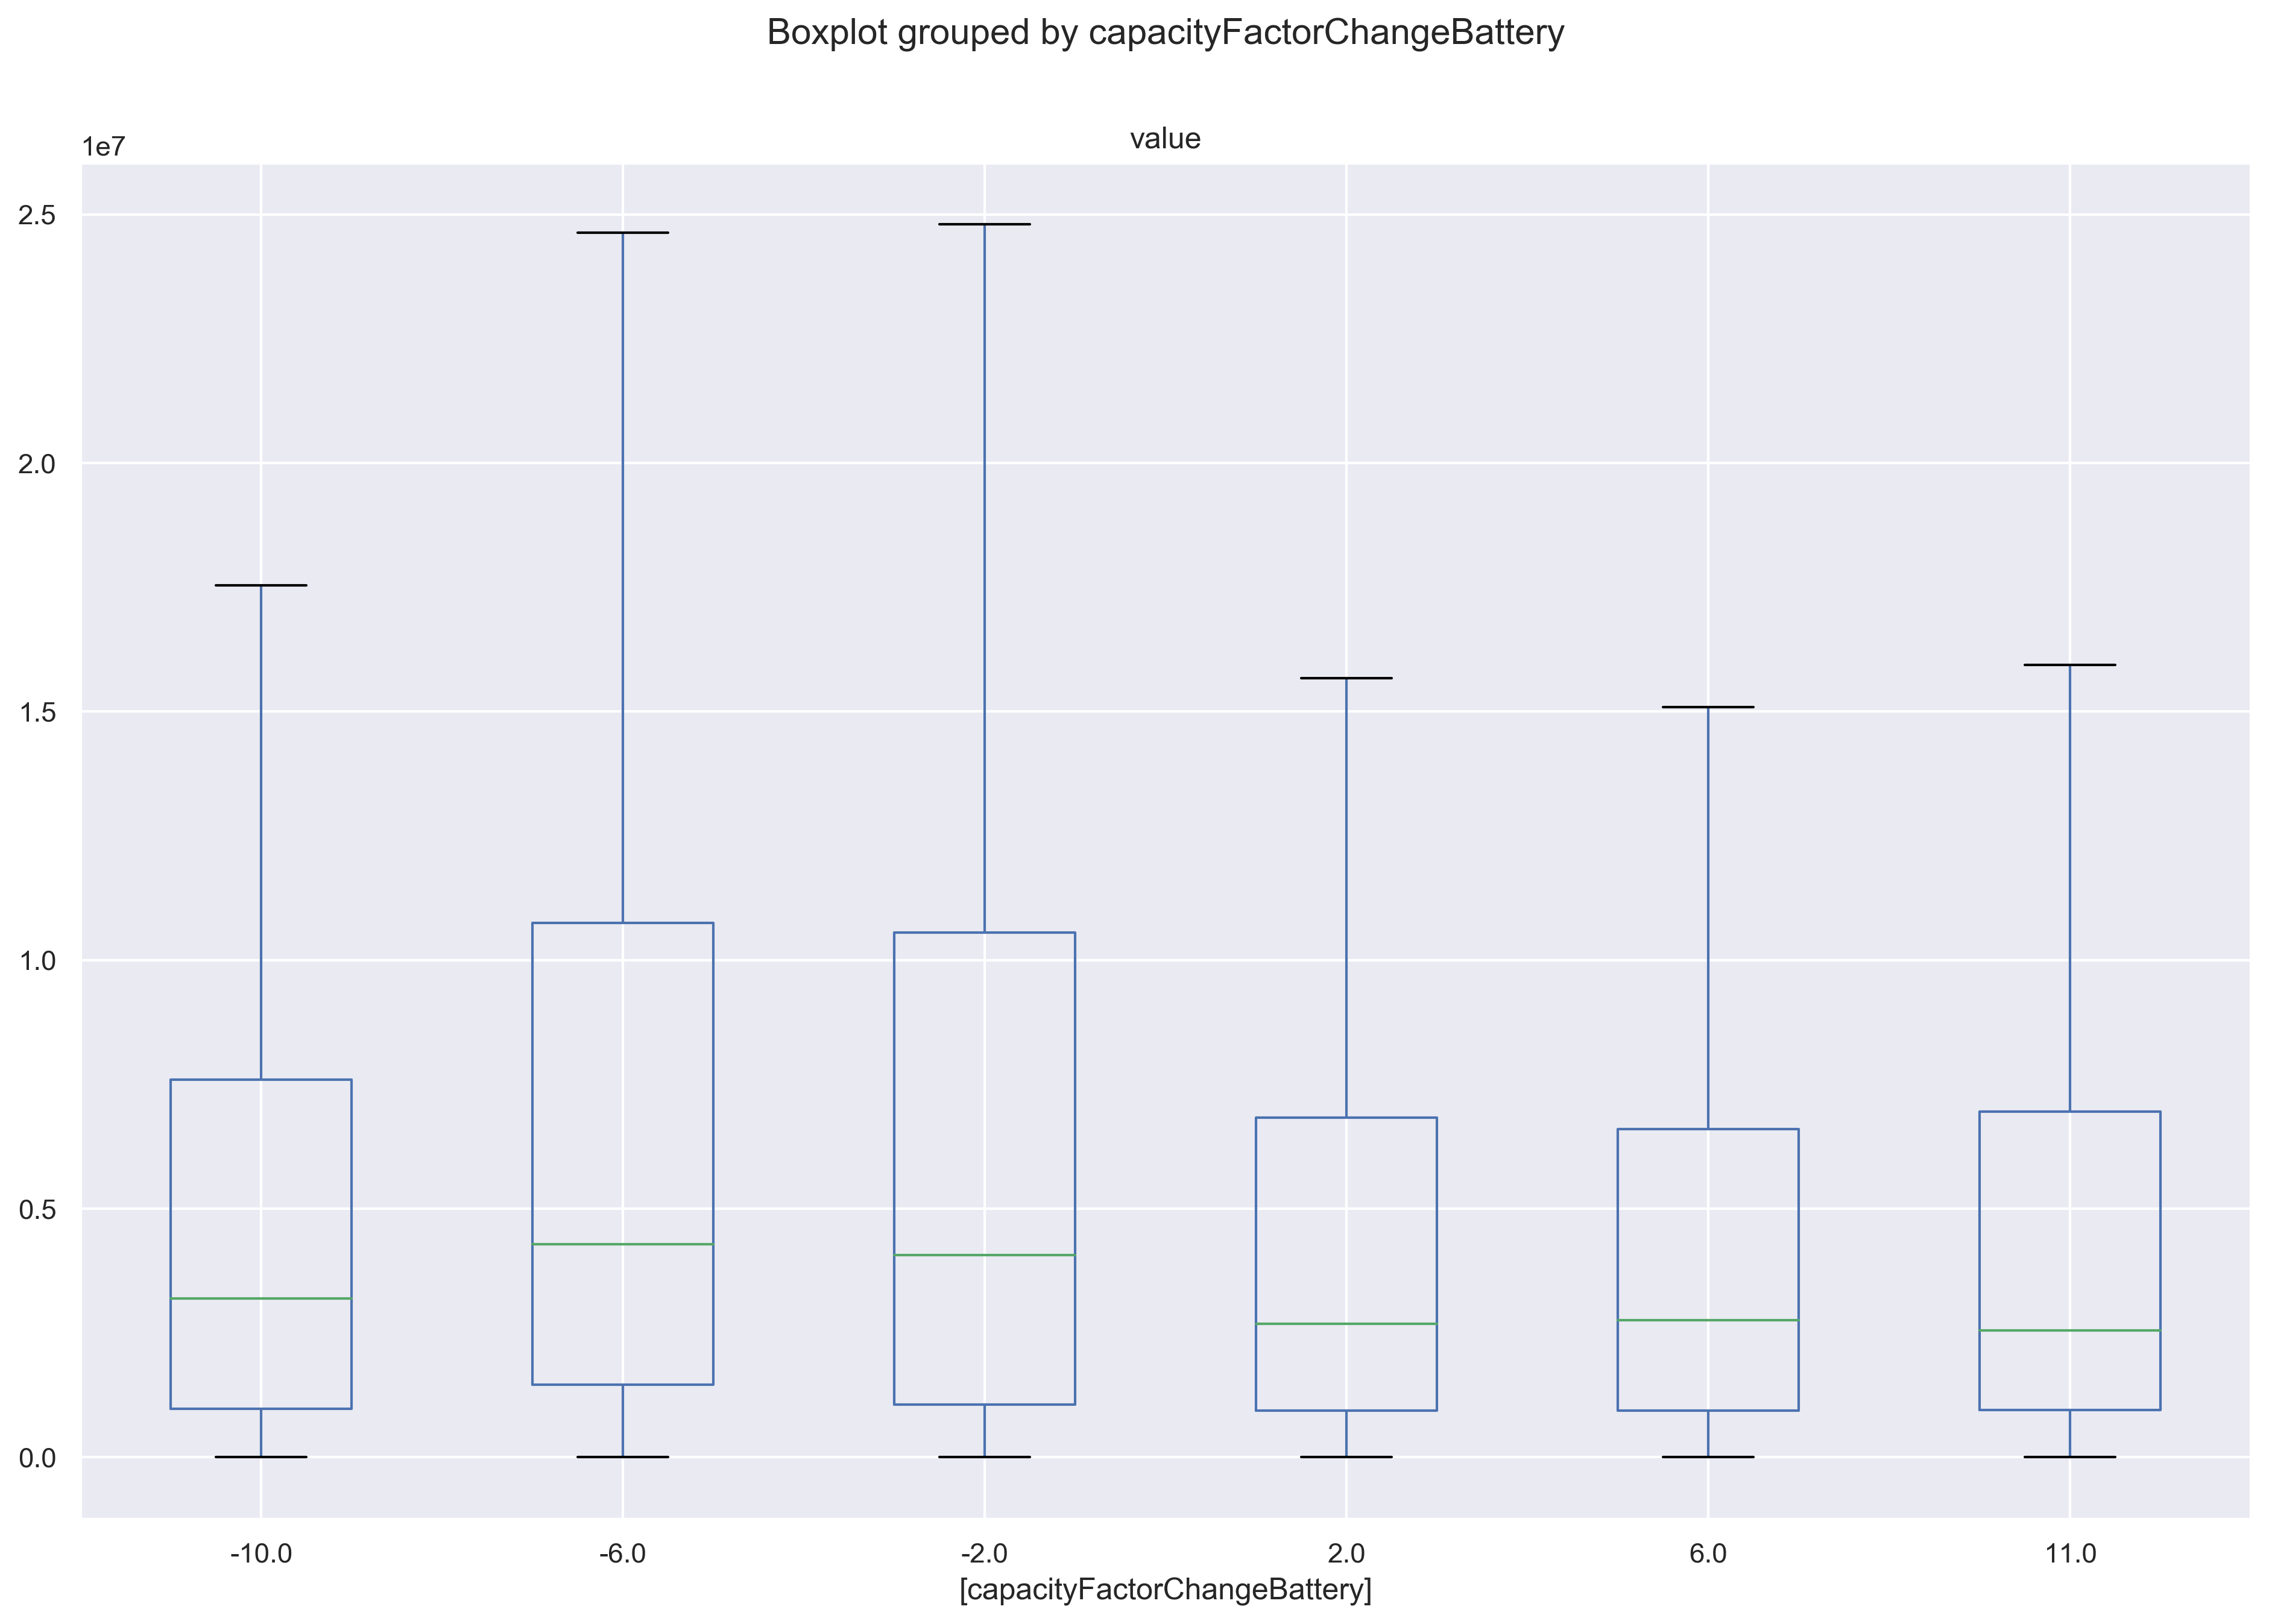 Boxplot grouped by capacityFactorChangeBattery
value
1e7
2.5
2.0
1.5
1.0
0.5
0.0
-10.0 -6.0 -2.0 2.0 6.0 11.0
[capacityFactorChangeBattery]